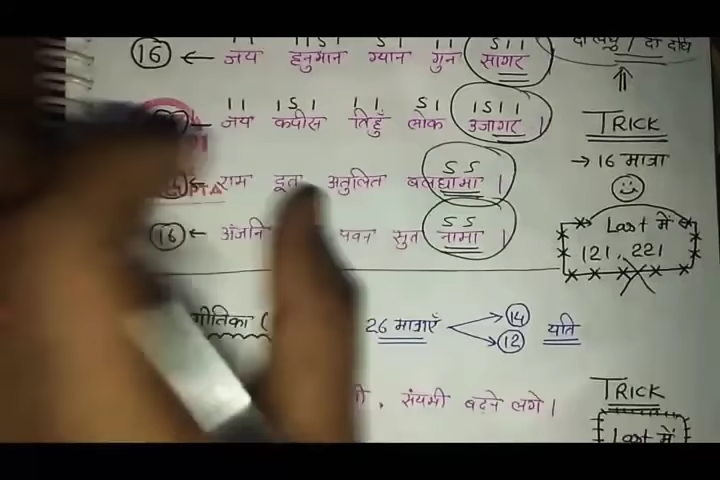 16 ← जय हनुमान ज्यान गुन सागर
जय कपीस तिहुँ लोक उजागर ।
राम दूत अतुलित बलधामा ।
16 ← अंजनि पवन सुत नामा ।
TRICK
→ 16 मात्रा
Last में
121, 221
गीतिका ( 26 मात्राएँ 14 12 यति
, संयमी बढ़ने लगे ।
TRICK
Last में